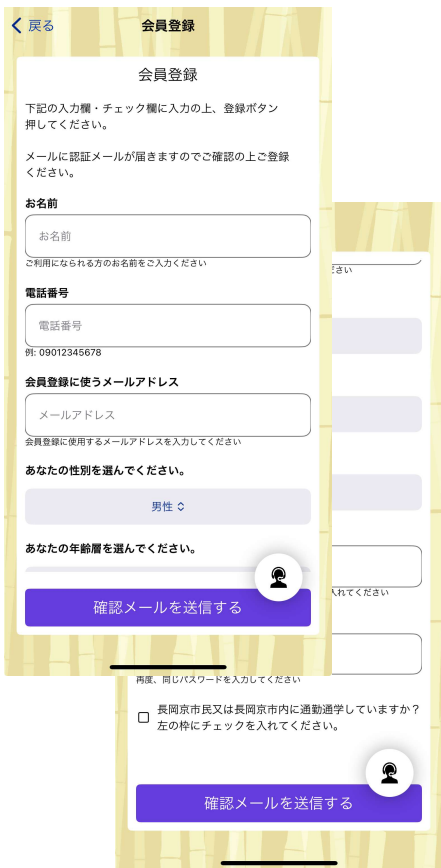 戻る
会員登録
会員登録
下記の入力欄・チェック欄に入力の上、登録ボタン
押してください。
メールに認証メールが届きますのでご確認の上ご登録
ください。
お名前
お名前
ご利用になられる方のお名前をご入力ください
電話番号
電話番号
例: 09012345678
会員登録に使うメールアドレス
メールアドレス
会員登録に使用するメールアドレスを入力してください
あなたの性別を選んでください。
男性
あなたの年齢層を選んでください。
確認メールを送信する
ださい
入れてください
再度、同じパスワードを入力してください
長岡京市民又は長岡京市内に通勤通学していますか？
左の枠にチェックを入れてください。
確認メールを送信する